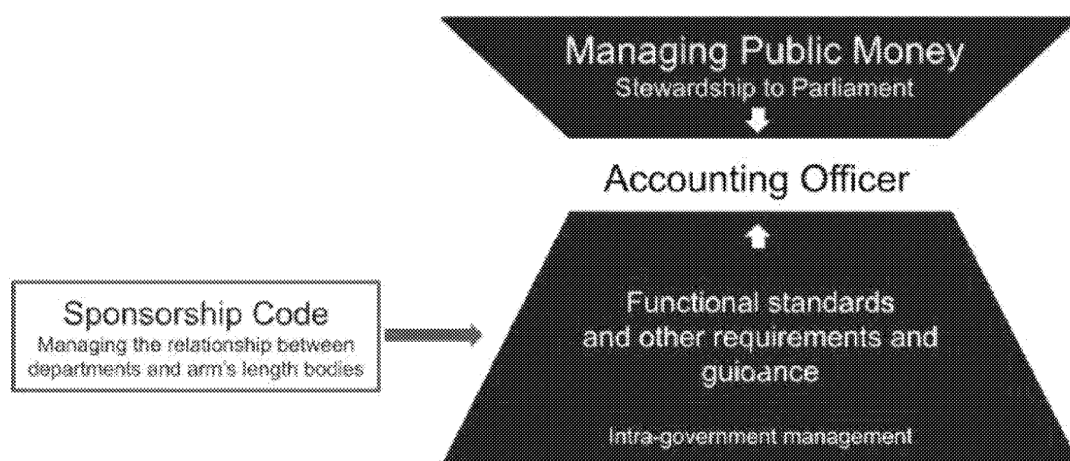 Managing Public Money
Stewardship to Parliament
Accounting Officer
Sponsorship Code
Managing the relationship between
departments and arm's length bodies
Functional standards
and other requirements and
guidance
Intra-government management